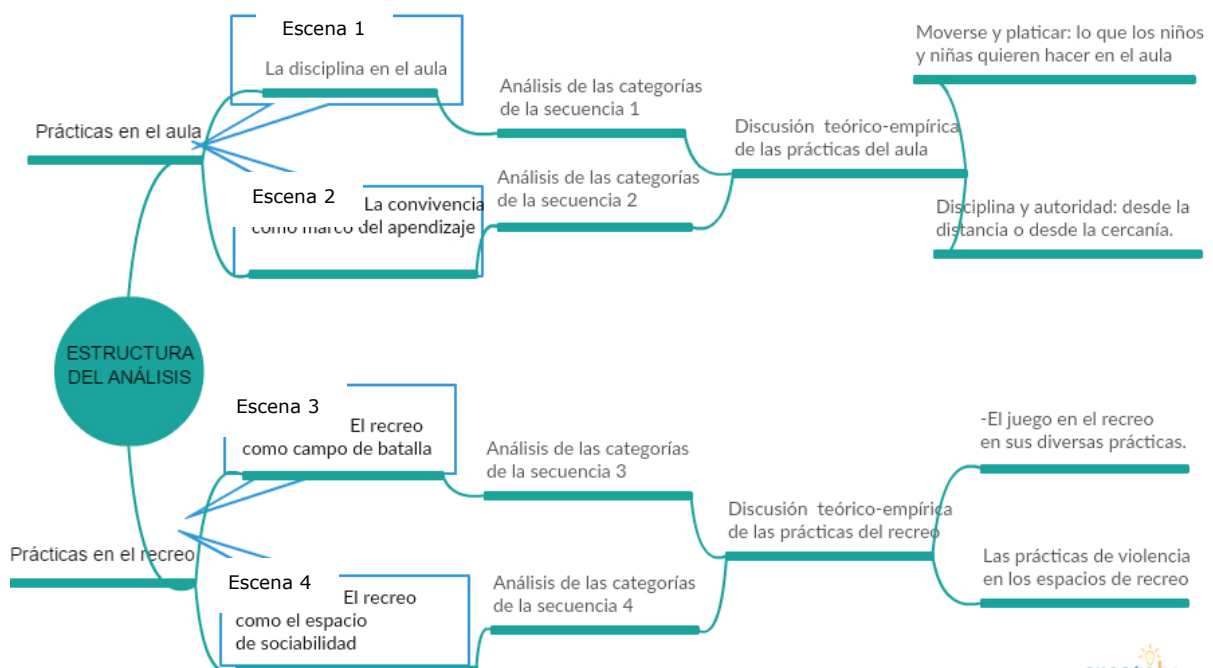 Escena 1
La disciplina en el aula
Prácticas en el aula
Escena 2
La convivencia
como marco del apendizaje
Análisis de las categorías
de la secuencia 1
Análisis de las categorías
de la secuencia 2
Discusión teórico-empírica
de las prácticas del aula
Moverse y platicar: lo que los niños
y niñas quieren hacer en el aula
Disciplina y autoridad: desde la
distancia o desde la cercanía.
ESTRUCTURA
DEL ANÁLISIS
Escena 3
El recreo
como campo de batalla
Prácticas en el recreo
Escena 4
El recreo
como el espacio
de sociabilidad
Análisis de las categorías
de la secuencia 3
Análisis de las categorías
de la secuencia 4
Discusión teórico-empírica
de las prácticas del recreo
-El juego en el recreo
en sus diversas prácticas.
Las prácticas de violencia
en los espacios de recreo